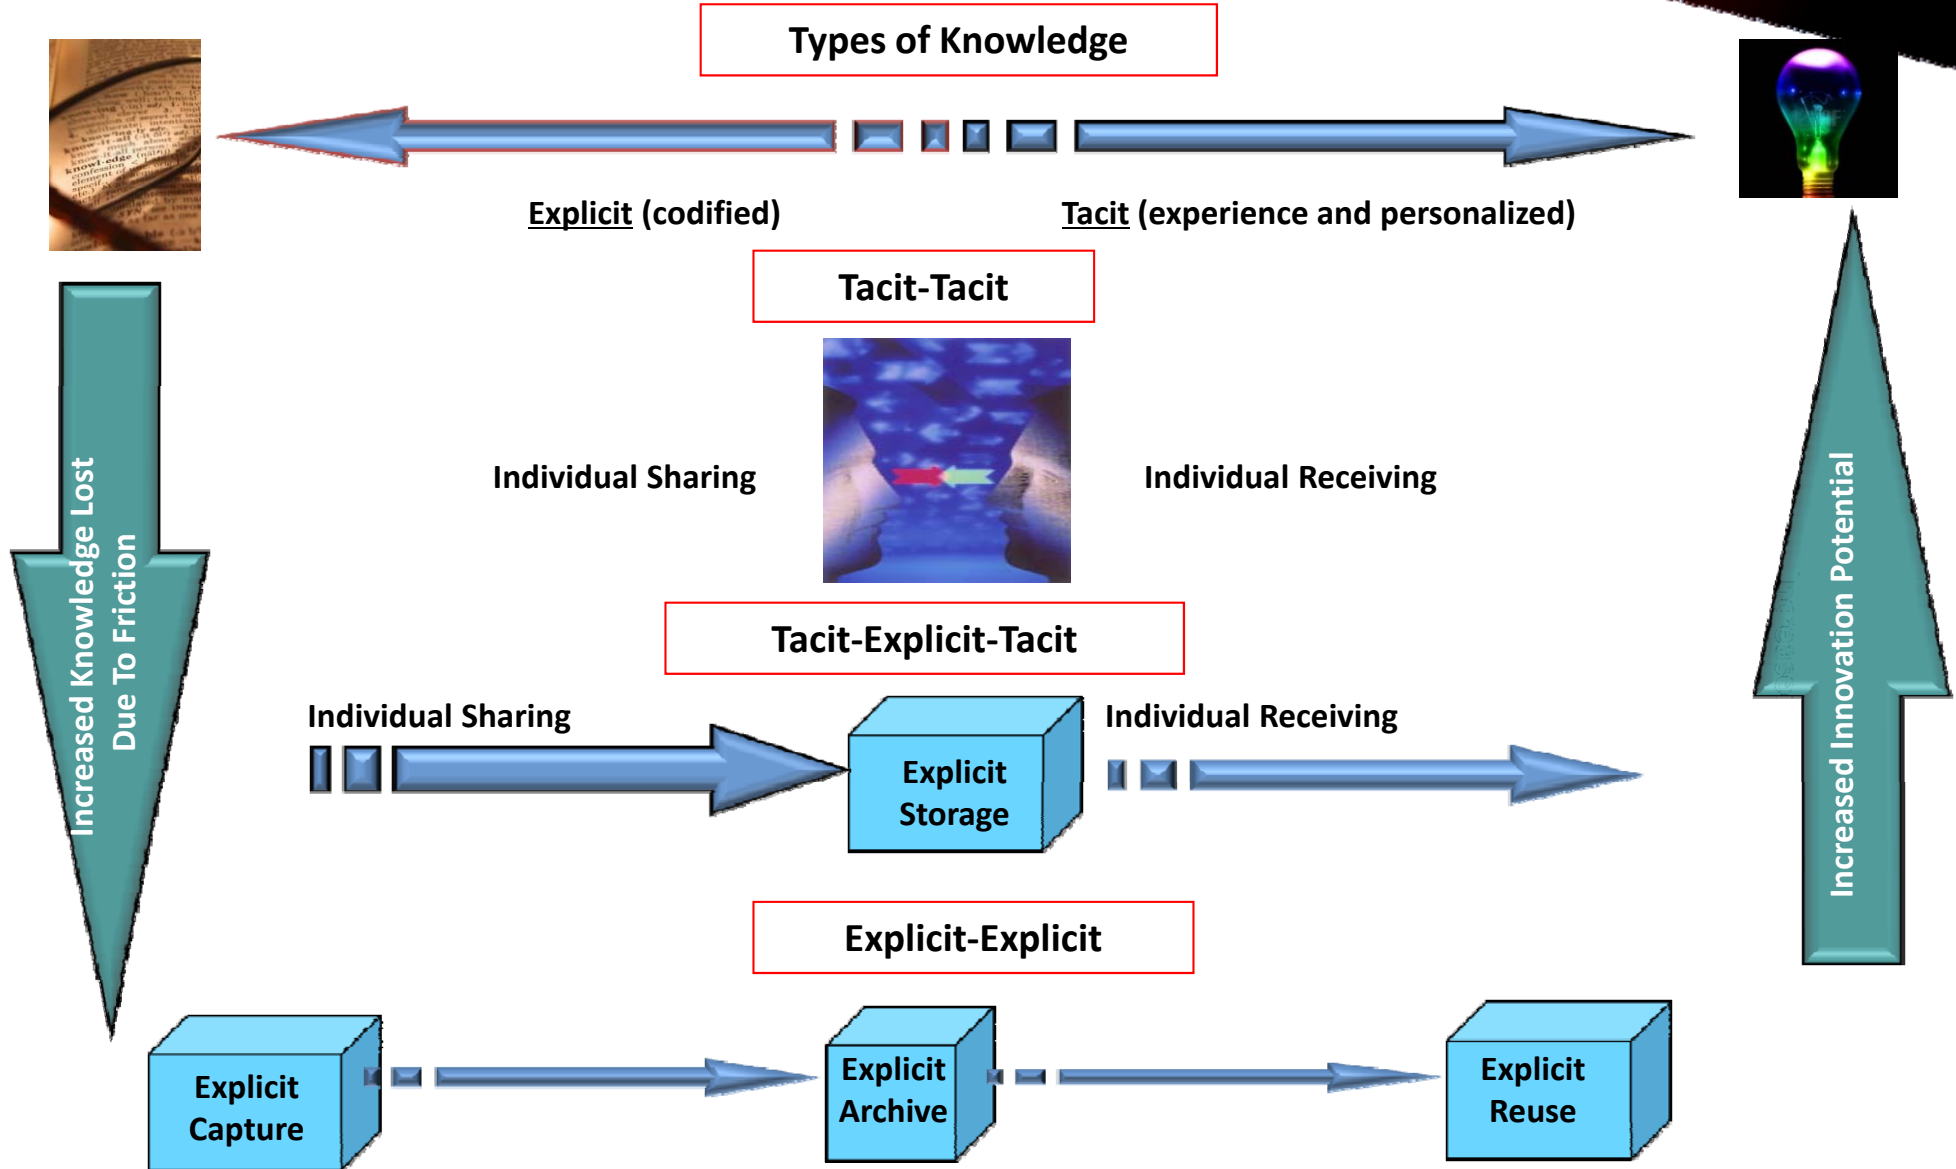 Types of Knowledge
Explicit (codified)
Tacit (experience and personalized)
Tacit-Tacit
Individual Sharing
Individual Receiving
Increased Knowledge Lost
Due To Friction
Increased Innovation Potential
Tacit-Explicit-Tacit
Individual Sharing
Individual Receiving
Explicit
Storage
Explicit-Explicit
Explicit
Capture
Explicit
Archive
Explicit
Reuse
knowl·edge